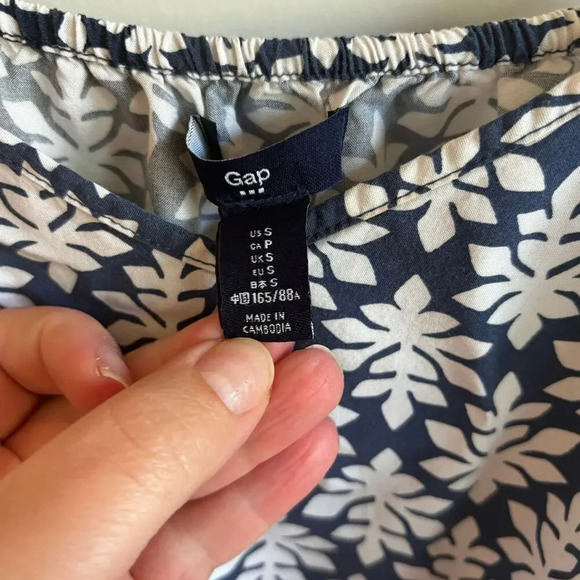 Gap
US S
CA P
UK S
EU S
日本 S
中国 165/88A
MADE IN
CAMBODIA